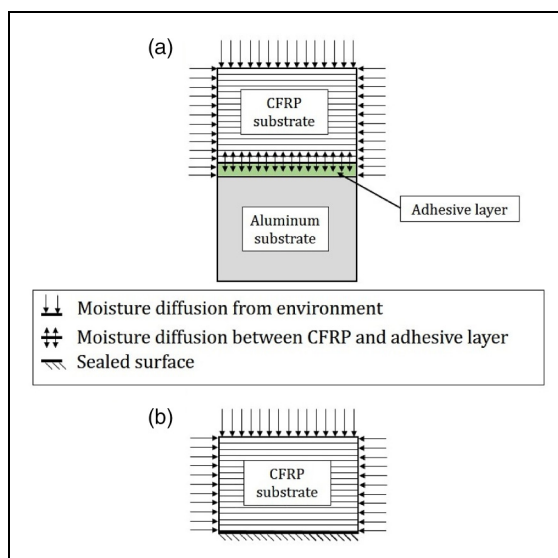 (a)
CFRP
substrate
Adhesive layer
Aluminum
substrate
Moisture diffusion from environment
Moisture diffusion between CFRP and adhesive layer
Sealed surface
(b)
CFRP
substrate